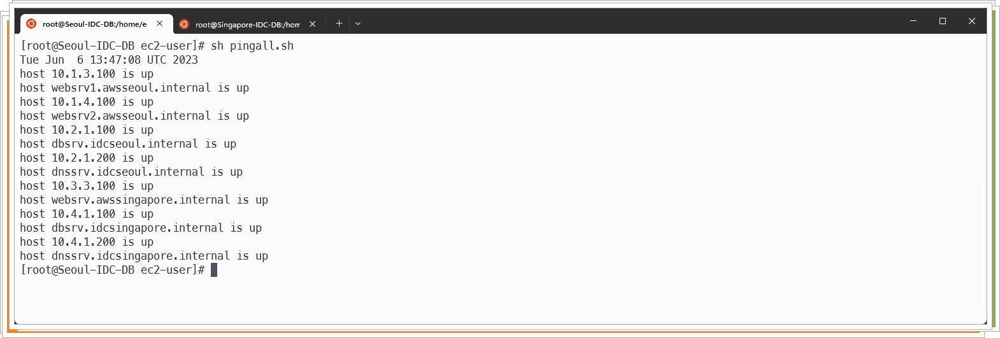 root@Seoul-IDC-DB:/home/e
root@Singapore-IDC-DB:/hom
[root@Seoul-IDC-DB ec2-user]# sh pingall.sh
Tue Jun  6 13:47:08 UTC 2023
host 10.1.3.100 is up
host websrv1.awsseoul.internal is up
host 10.1.4.100 is up
host websrv2.awsseoul.internal is up
host 10.2.1.100 is up
host dbsrv.idcseoul.internal is up
host 10.2.1.200 is up
host dnssrv.idcseoul.internal is up
host 10.3.3.100 is up
host websrv.awssingapore.internal is up
host 10.4.1.100 is up
host dbsrv.idcsingapore.internal is up
host 10.4.1.200 is up
host dnssrv.idcsingapore.internal is up
[root@Seoul-IDC-DB ec2-user]#